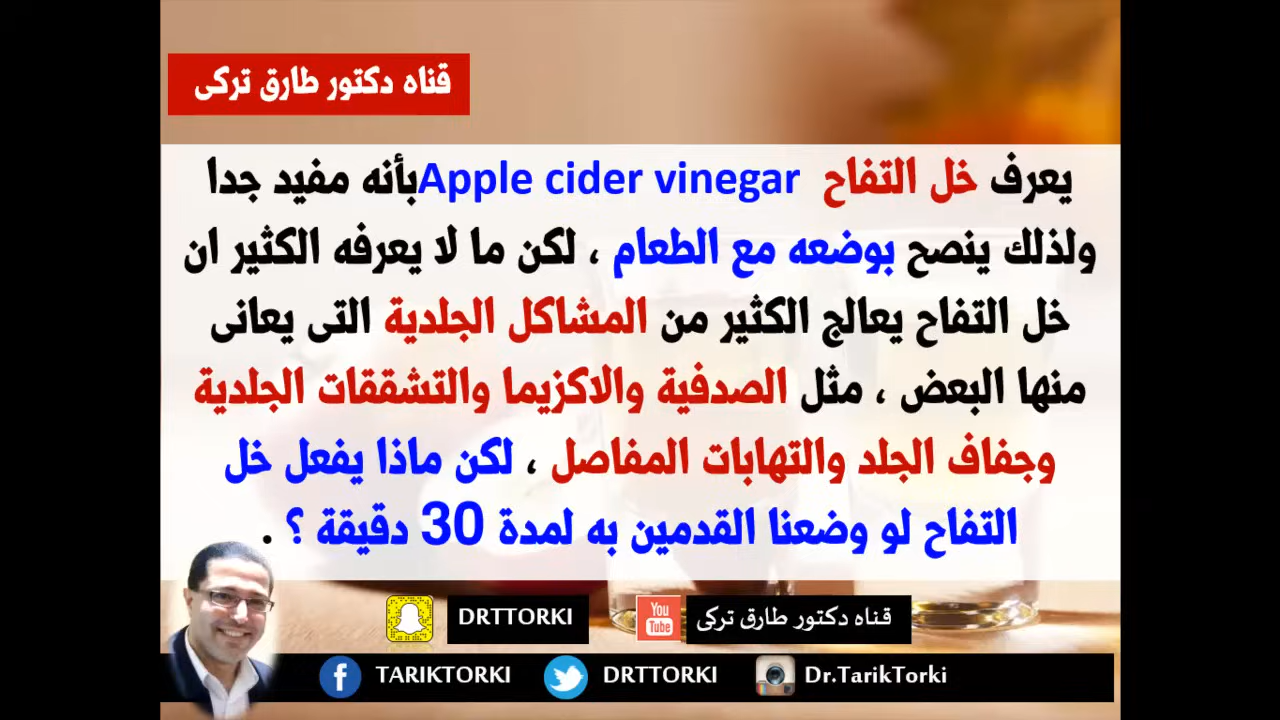 قناه دكتور طارق تركى
يعرف خل التفاح Apple cider vinegar بأنه مفيد جدا
ولذلك ينصح بوضعه مع الطعام ، لكن ما لا يعرفه الكثير ان
خل التفاح يعالج الكثير من المشاكل الجلدية التى يعانى
منها البعض ، مثل الصدفية والاكزيما والتشققات الجلدية
وجفاف الجلد والتهابات المفاصل ، لكن ماذا يفعل خل
التفاح لو وضعنا القدمين به لمدة 30 دقيقة ؟ .
DRTTORKI
You Tube قناه دكتور طارق تركى
TARIKTORKI DRTTORKI Dr.TarikTorki